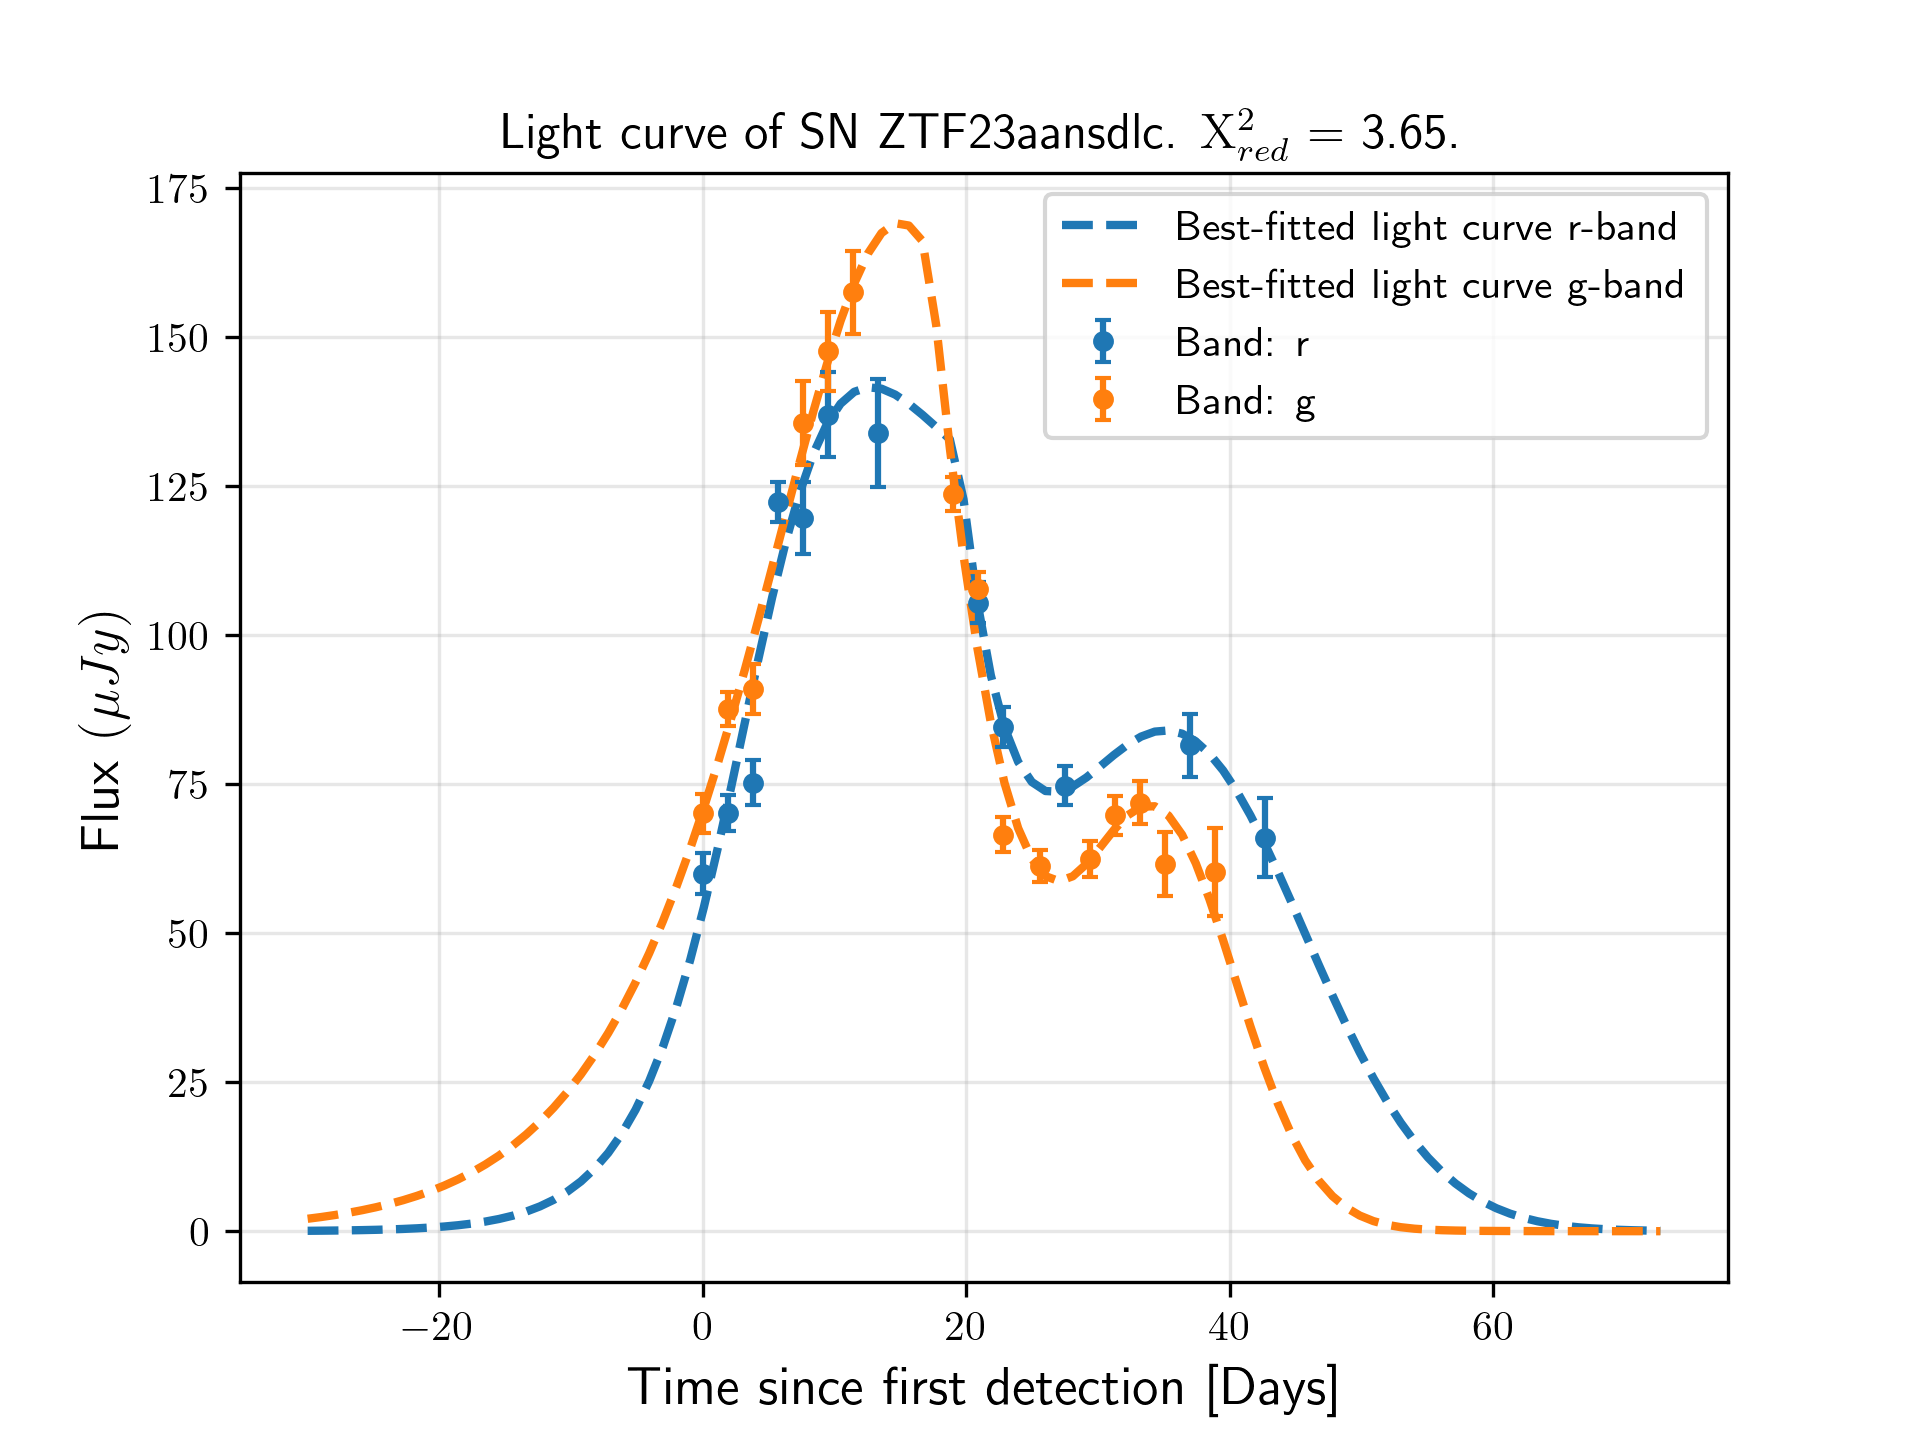 Light curve of SN ZTF23aansdlc. X²_red = 3.65.
175
150
125
100
75
50
25
0
Flux (μJy)
Best-fitted light curve r-band
Best-fitted light curve g-band
Band: r
Band: g
−20 0 20 40 60
Time since first detection [Days]